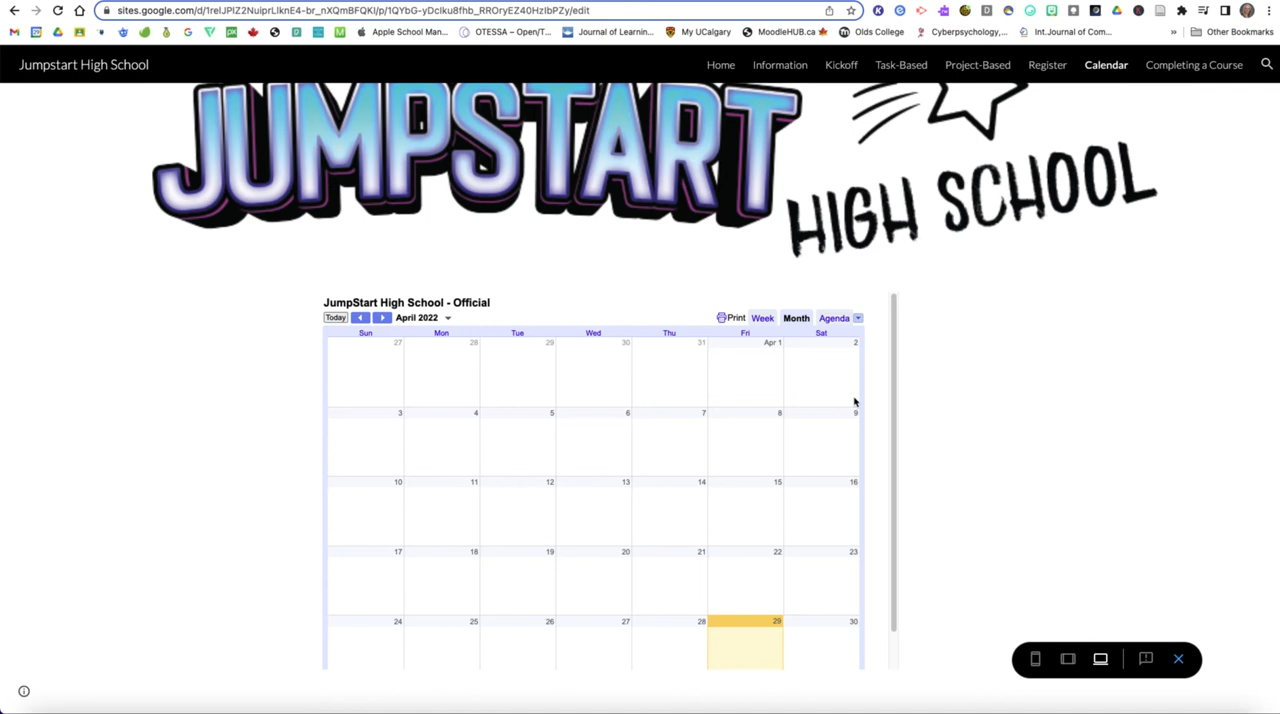 sites.google.com/d/1relJPlZ2NuiprLlknE4-br_nXQmBFQKl/p/1QYbG-yDcIku8fhb_RROryEZ40HzIbPZy/edit
Apple School Man...
OTESSA – Open/T...
Journal of Learnin...
My UCalgary
MoodleHUB.ca
Olds College
Cyberpsychology,...
Int.Journal of Com...
»
Other Bookmarks
Jumpstart High School
Home
Information
Kickoff
Task-Based
Project-Based
Register
Calendar
Completing a Course
JUMPSTART
HIGH SCHOOL
JumpStart High School - Official
Today April 2022 Print Week Month Agenda
Sun Mon Tue Wed Thu Fri Sat
27 28 29 30 31 Apr 1 2
3 4 5 6 7 8 9
10 11 12 13 14 15 16
17 18 19 20 21 22 23
24 25 26 27 28 29 30